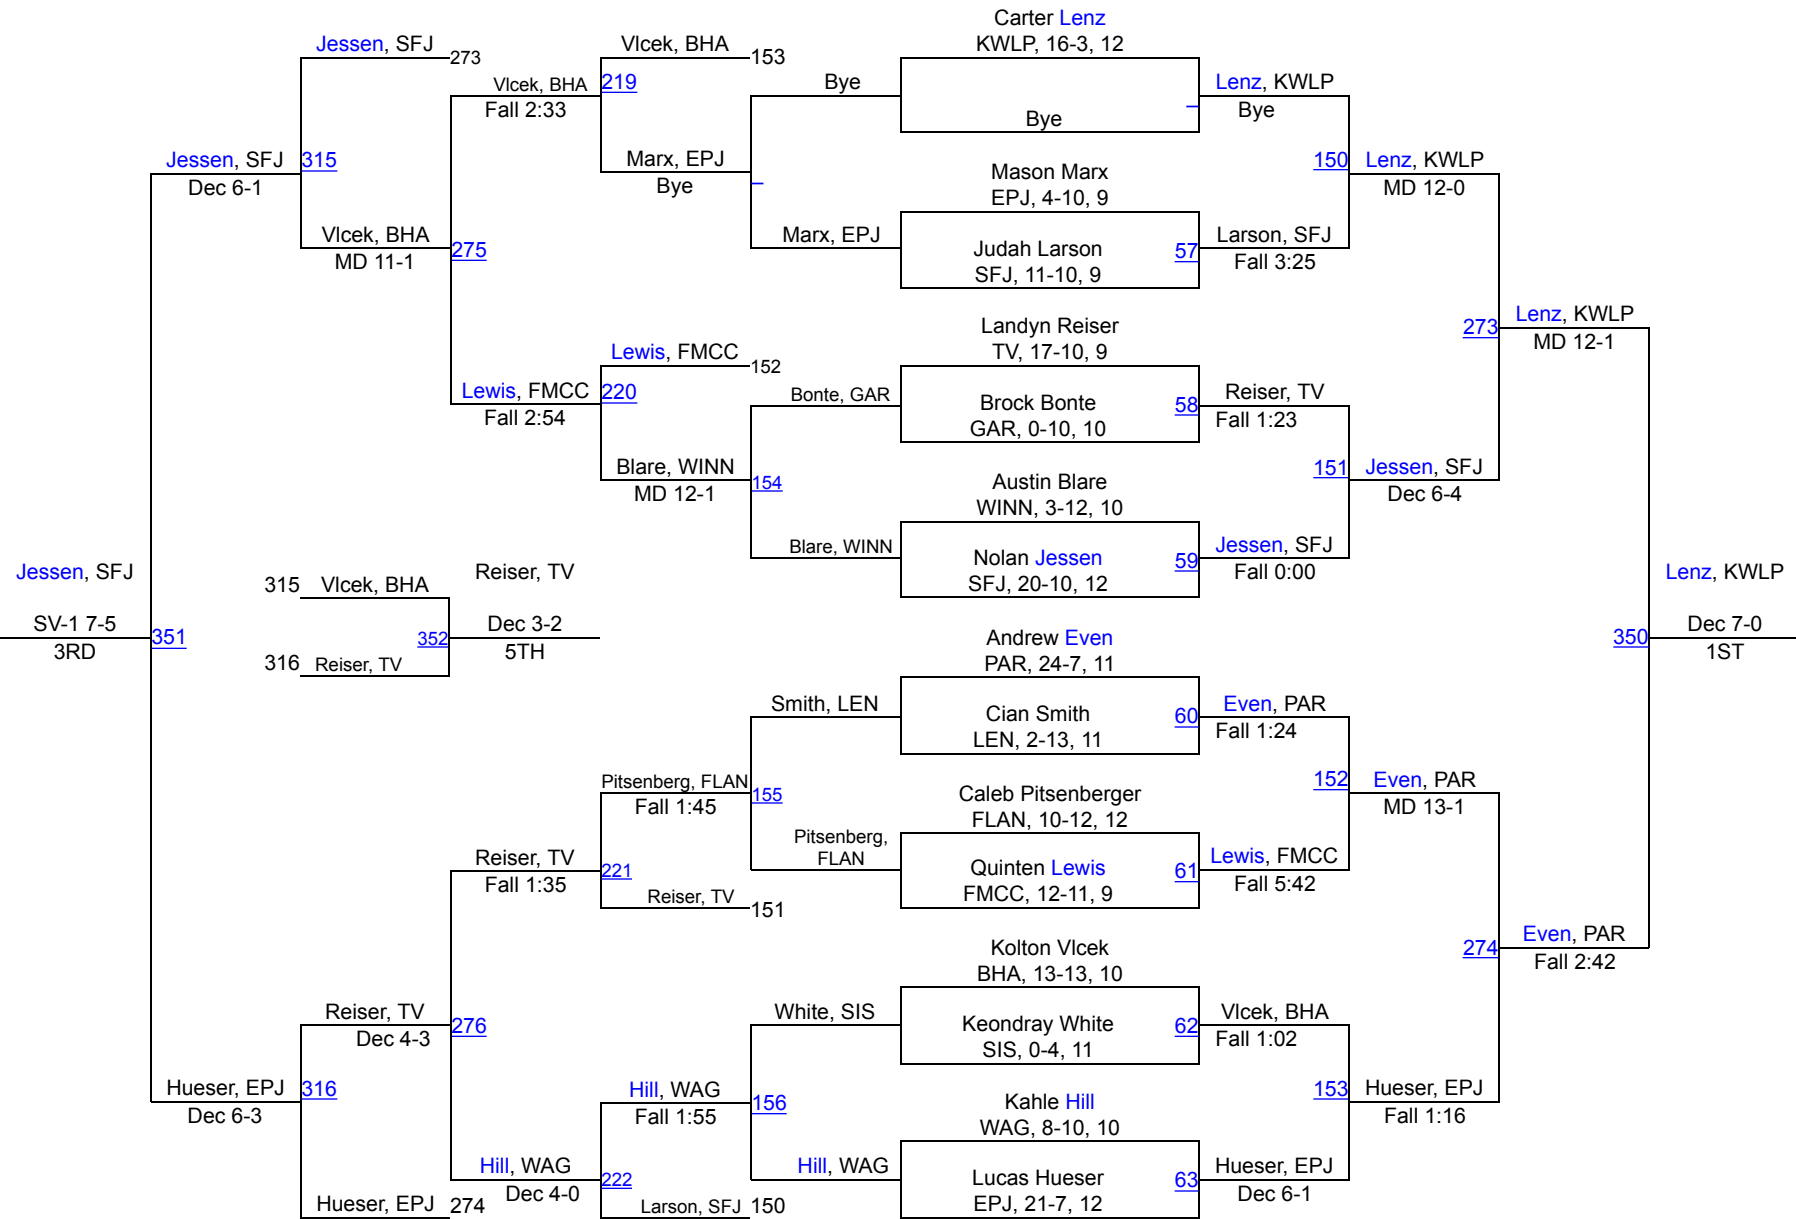 Carter Lenz
KWLP, 16-3, 12
Jessen, SFJ
273
Vlcek, BHA
153
Vlcek, BHA
219
Fall 2:33
Bye
Lenz, KWLP
Bye
Bye
Jessen, SFJ
315
Dec 6-1
Marx, EPJ
Bye
Mason Marx
EPJ, 4-10, 9
150
Lenz, KWLP
MD 12-0
Vlcek, BHA
MD 11-1
275
Marx, EPJ
Judah Larson
SFJ, 11-10, 9
57
Larson, SFJ
Fall 3:25
Landyn Reiser
TV, 17-10, 9
273
Lenz, KWLP
MD 12-1
Lewis, FMCC
152
Lewis, FMCC
220
Fall 2:54
Bonte, GAR
Brock Bonte
GAR, 0-10, 10
58
Reiser, TV
Fall 1:23
Blare, WINN
MD 12-1
154
Austin Blare
WINN, 3-12, 10
151
Jessen, SFJ
Dec 6-4
Blare, WINN
Nolan Jessen
SFJ, 20-10, 12
59
Jessen, SFJ
Fall 0:00
Jessen, SFJ
SV-1 7-5
3RD
351
315
Vlcek, BHA
316
Reiser, TV
352
Reiser, TV
Dec 3-2
5TH
Lenz, KWLP
350
Dec 7-0
1ST
Andrew Even
PAR, 24-7, 11
Smith, LEN
Cian Smith
LEN, 2-13, 11
60
Even, PAR
Fall 1:24
Pitsenberg, FLAN
Fall 1:45
155
Caleb Pitsenberger
FLAN, 10-12, 12
152
Even, PAR
MD 13-1
Pitsenberg,
FLAN
Reiser, TV
Fall 1:35
221
Reiser, TV
151
Quinten Lewis
FMCC, 12-11, 9
61
Lewis, FMCC
Fall 5:42
Kolton Vlcek
BHA, 13-13, 10
274
Even, PAR
Fall 2:42
Reiser, TV
Dec 4-3
276
White, SIS
Keondray White
SIS, 0-4, 11
62
Vlcek, BHA
Fall 1:02
Hueser, EPJ
Dec 6-3
316
Hill, WAG
Fall 1:55
156
Kahle Hill
WAG, 8-10, 10
153
Hueser, EPJ
Fall 1:16
Hill, WAG
Dec 4-0
222
Hill, WAG
Lucas Hueser
EPJ, 21-7, 12
63
Hueser, EPJ
Dec 6-1
Hueser, EPJ
274
Larson, SFJ
150